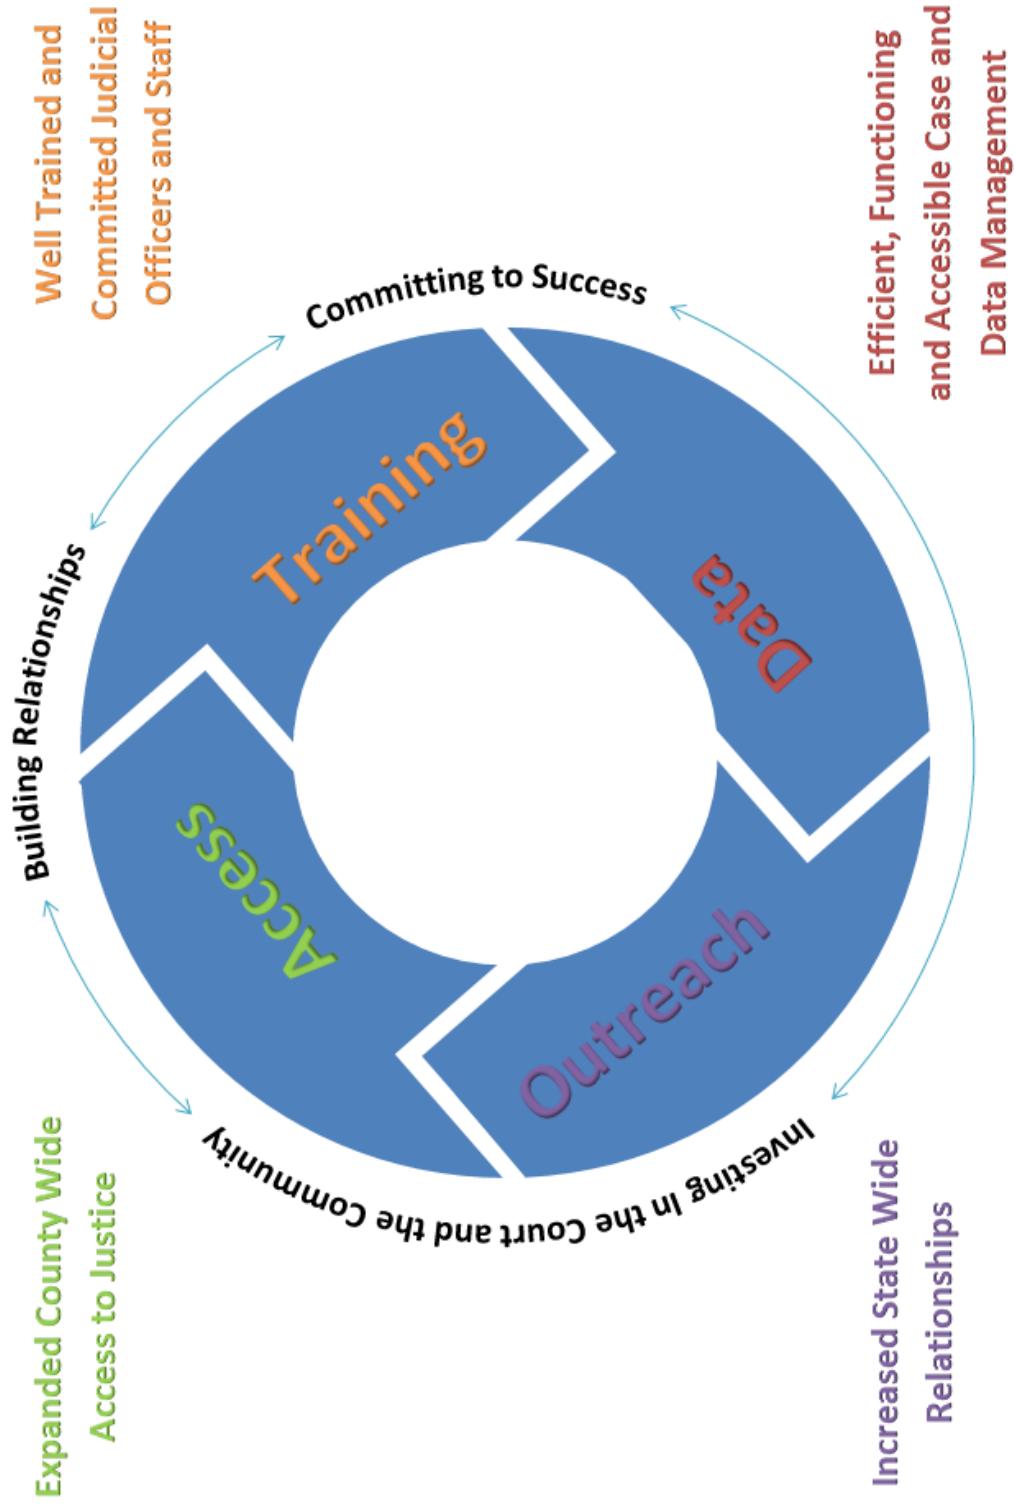 Expanded County Wide
Access to Justice
Well Trained and
Committed Judicial
Officers and Staff
Building Relationships
Access
Training
Committing to Success
Investing In the Court and the Community
Outreach
Data
Increased State Wide
Relationships
Efficient, Functioning
and Accessible Case and
Data Management